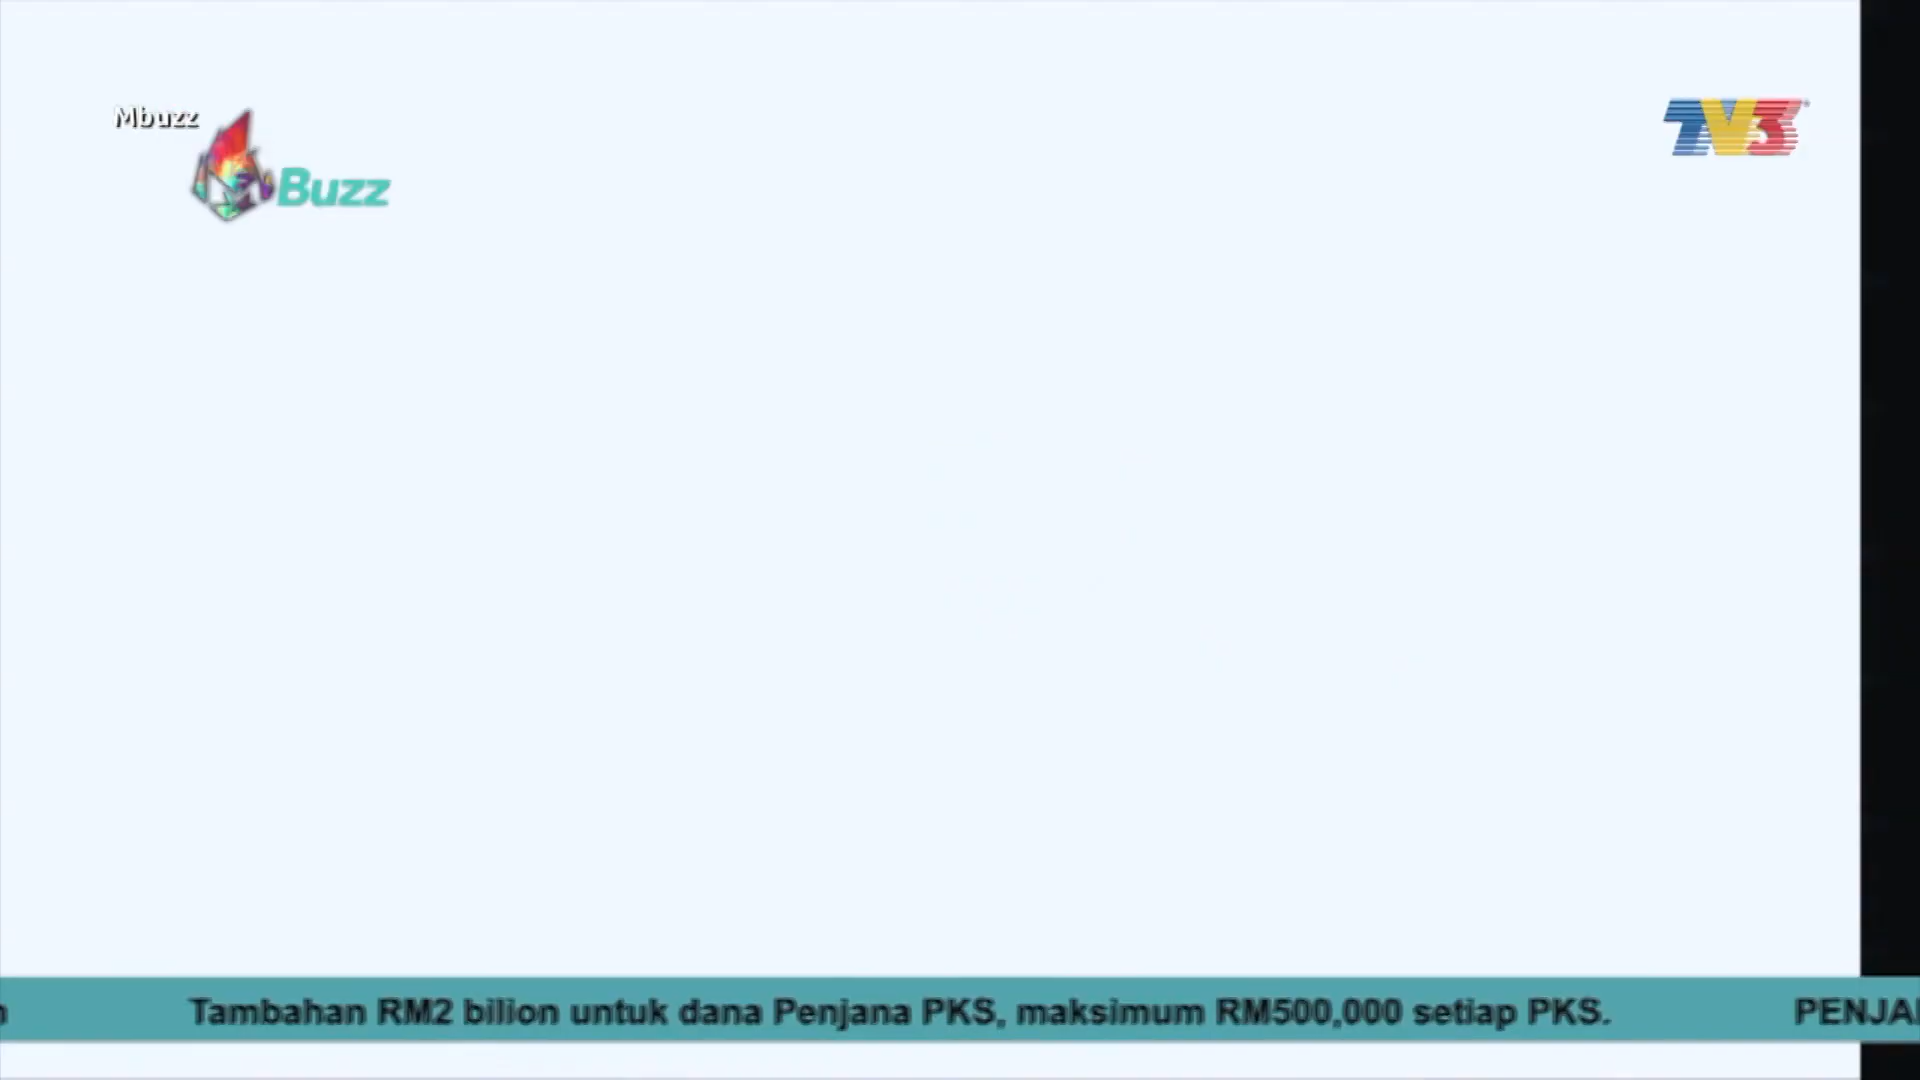 Mbuzz
Buzz
TV3
Tambahan RM2 bilion untuk dana Penjana PKS, maksimum RM500,000 setiap PKS.